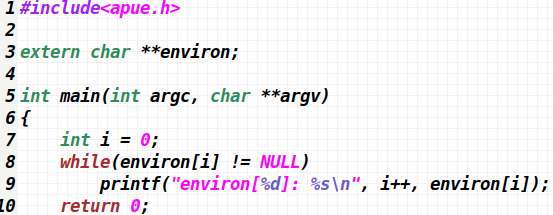 1 #include<apue.h>
2
3 extern char **environ;
4
5 int main(int argc, char **argv)
6 {
7     int i = 0;
8     while(environ[i] != NULL)
9         printf("environ[%d]: %s\n", i++, environ[i]);
10     return 0;